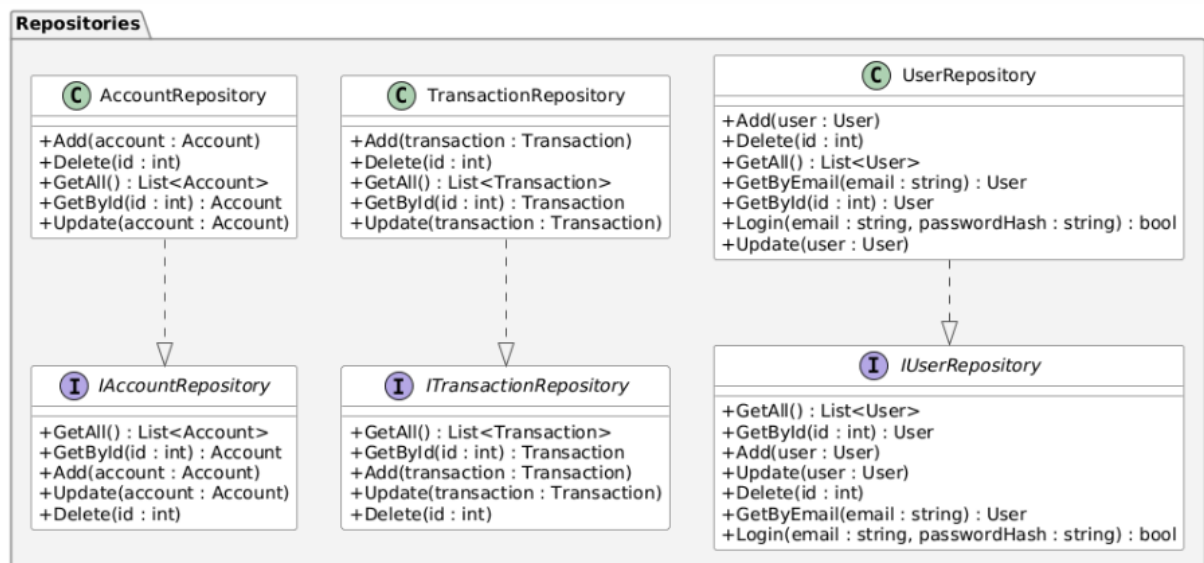 Repositories
C AccountRepository
+Add(account : Account)
+Delete(id : int)
+GetAll() : List<Account>
+GetById(id : int) : Account
+Update(account : Account)
C TransactionRepository
+Add(transaction : Transaction)
+Delete(id : int)
+GetAll() : List<Transaction>
+GetById(id : int) : Transaction
+Update(transaction : Transaction)
C UserRepository
+Add(user : User)
+Delete(id : int)
+GetAll() : List<User>
+GetByEmail(email : string) : User
+GetById(id : int) : User
+Login(email : string, passwordHash : string) : bool
+Update(user : User)
I IAccountRepository
+GetAll() : List<Account>
+GetById(id : int) : Account
+Add(account : Account)
+Update(account : Account)
+Delete(id : int)
I ITransactionRepository
+GetAll() : List<Transaction>
+GetById(id : int) : Transaction
+Add(transaction : Transaction)
+Update(transaction : Transaction)
+Delete(id : int)
I IUserRepository
+GetAll() : List<User>
+GetById(id : int) : User
+Add(user : User)
+Update(user : User)
+Delete(id : int)
+GetByEmail(email : string) : User
+Login(email : string, passwordHash : string) : bool